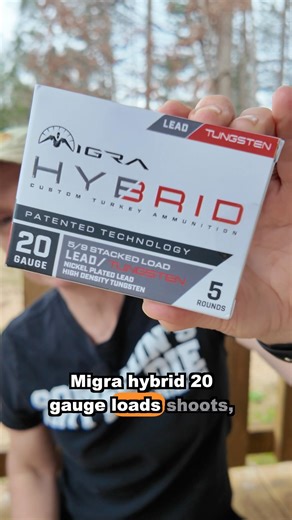 LEAD TUNGSTEN
MIGRA
HYBRID
CUSTOM TURKEY AMMUNITION
PATENTED TECHNOLOGY
20
GAUGE
5/9 STACKED LOAD
LEAD/TUNGSTEN
NICKEL PLATED LEAD
HIGH DENSITY TUNGSTEN
5
ROUNDS
Migra hybrid 20
gauge loads shoots,